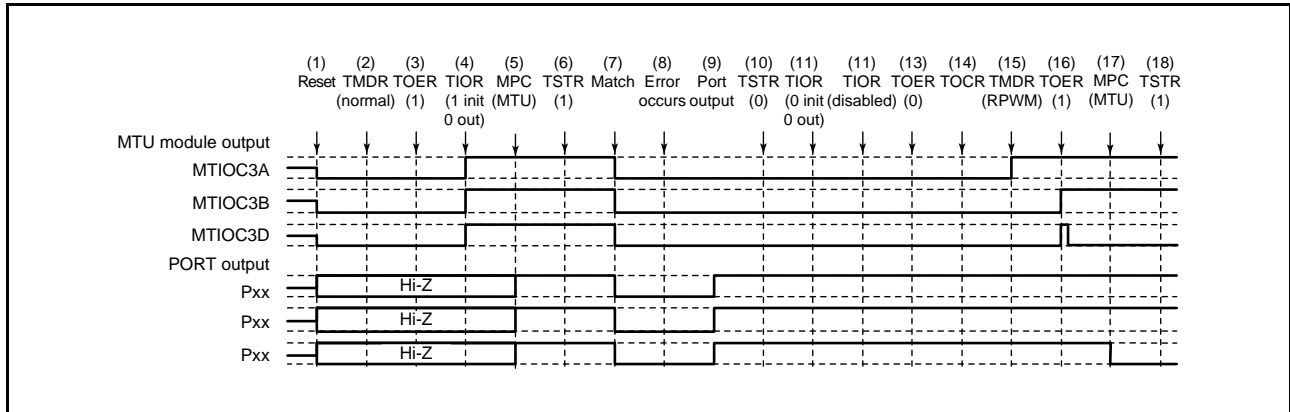 (1) (2) (3) (4) (5) (6) (7) (8) (9) (10) (11) (11) (13) (14) (15) (16) (17) (18)
Reset TMDR TOER TIOR MPC TSTR Match Error Port TSTR TIOR TIOR TOER TOCR TMDR TOER MPC TSTR
(normal) (1) (1 init (MTU) (1) occurs output (0) (0 init (disabled) (0) (RPWM) (1) (MTU) (1)
0 out) 0 out)
MTU module output
MTIOC3A
MTIOC3B
MTIOC3D
PORT output
Pxx Hi-Z
Pxx Hi-Z
Pxx Hi-Z